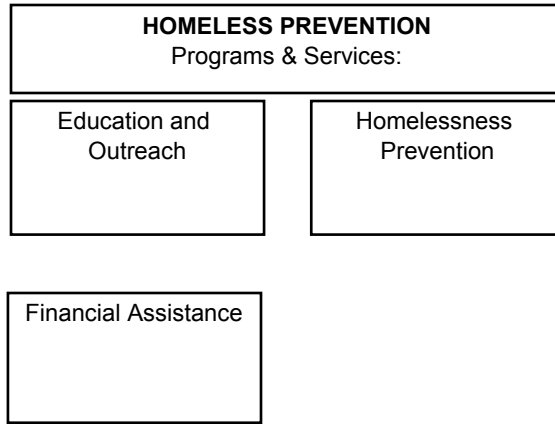 HOMELESS PREVENTION
Programs & Services:
Education and
Outreach
Homelessness
Prevention
Financial Assistance